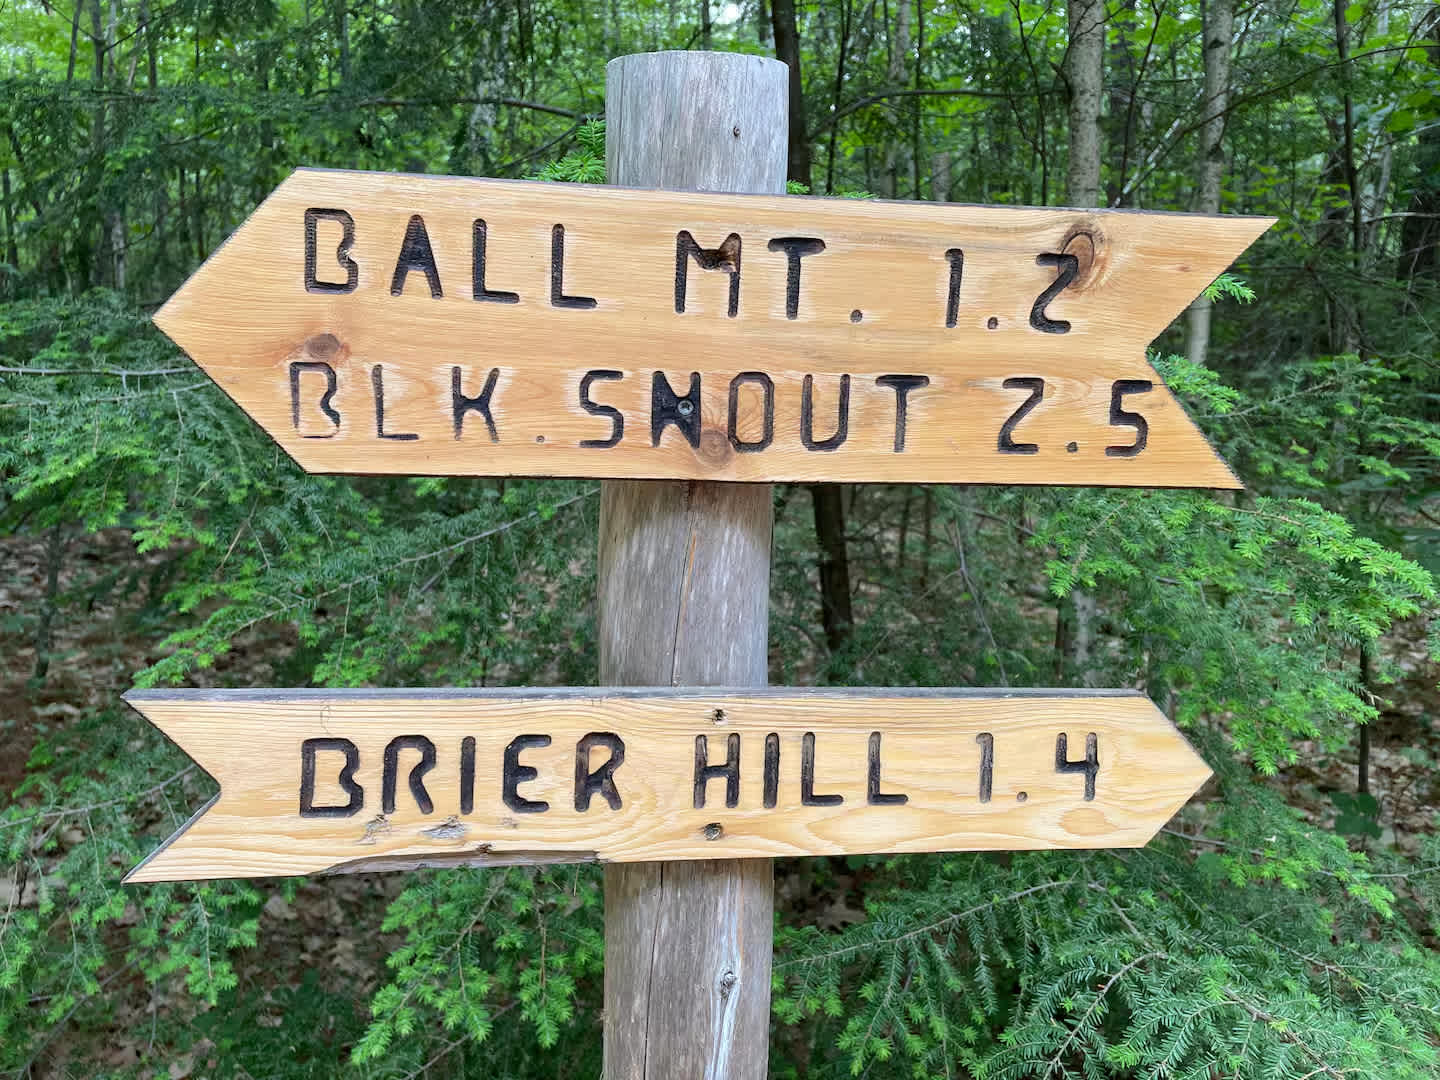 BALL MT. 1.2
BLK. SNOUT 2.5
BRIER HILL 1.4